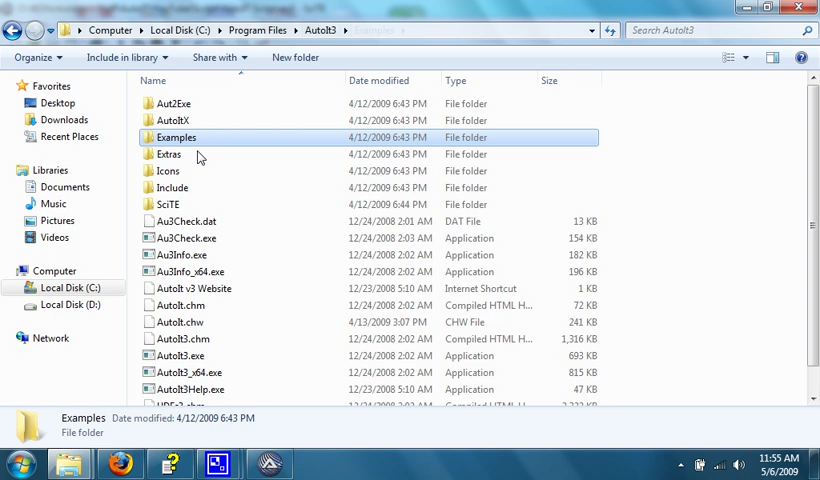 Computer ▸ Local Disk (C:) ▸ Program Files ▸ AutoIt3 ▸ Examples
Search AutoIt3
Organize Include in library Share with New folder
Name Date modified Type Size
Favorites
Desktop
Downloads
Recent Places
Libraries
Documents
Music
Pictures
Videos
Computer
Local Disk (C:)
Local Disk (D:)
Network
Aut2Exe 4/12/2009 6:43 PM File folder
AutoItX 4/12/2009 6:43 PM File folder
Examples 4/12/2009 6:43 PM File folder
Extras 4/12/2009 6:43 PM File folder
Icons 4/12/2009 6:43 PM File folder
Include 4/12/2009 6:43 PM File folder
SciTE 4/12/2009 6:44 PM File folder
Au3Check.dat 12/24/2008 2:01 AM DAT File 13 KB
Au3Check.exe 12/24/2008 2:03 AM Application 154 KB
Au3Info.exe 12/24/2008 2:02 AM Application 182 KB
Au3Info_x64.exe 12/24/2008 2:02 AM Application 196 KB
AutoIt v3 Website 12/23/2008 5:10 AM Internet Shortcut 1 KB
AutoIt.chm 12/24/2008 2:02 AM Compiled HTML H... 72 KB
AutoIt.chw 4/13/2009 3:07 PM CHW File 241 KB
AutoIt3.chm 12/24/2008 2:02 AM Compiled HTML H... 1,316 KB
AutoIt3.exe 12/24/2008 2:02 AM Application 693 KB
AutoIt3_x64.exe 12/24/2008 2:02 AM Application 815 KB
AutoIt3Help.exe 12/23/2008 5:10 AM Application 47 KB
Examples Date modified: 4/12/2009 6:43 PM
File folder
11:55 AM
5/6/2009